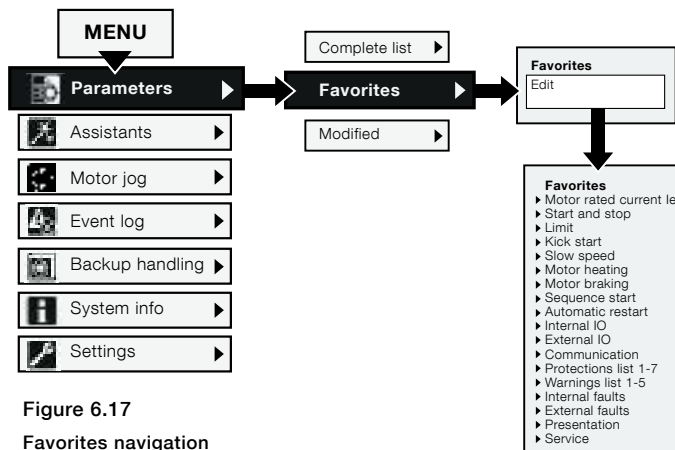 MENU
Parameters
Assistants
Motor jog
Event log
Backup handling
System info
Settings
Complete list
Favorites
Modified
Favorites
Edit
Favorites
Motor rated current le
Start and stop
Limit
Kick start
Slow speed
Motor heating
Motor braking
Sequence start
Automatic restart
Internal IO
External IO
Communication
Protections list 1-7
Warnings list 1-5
Internal faults
External faults
Presentation
Service
Figure 6.17
Favorites navigation